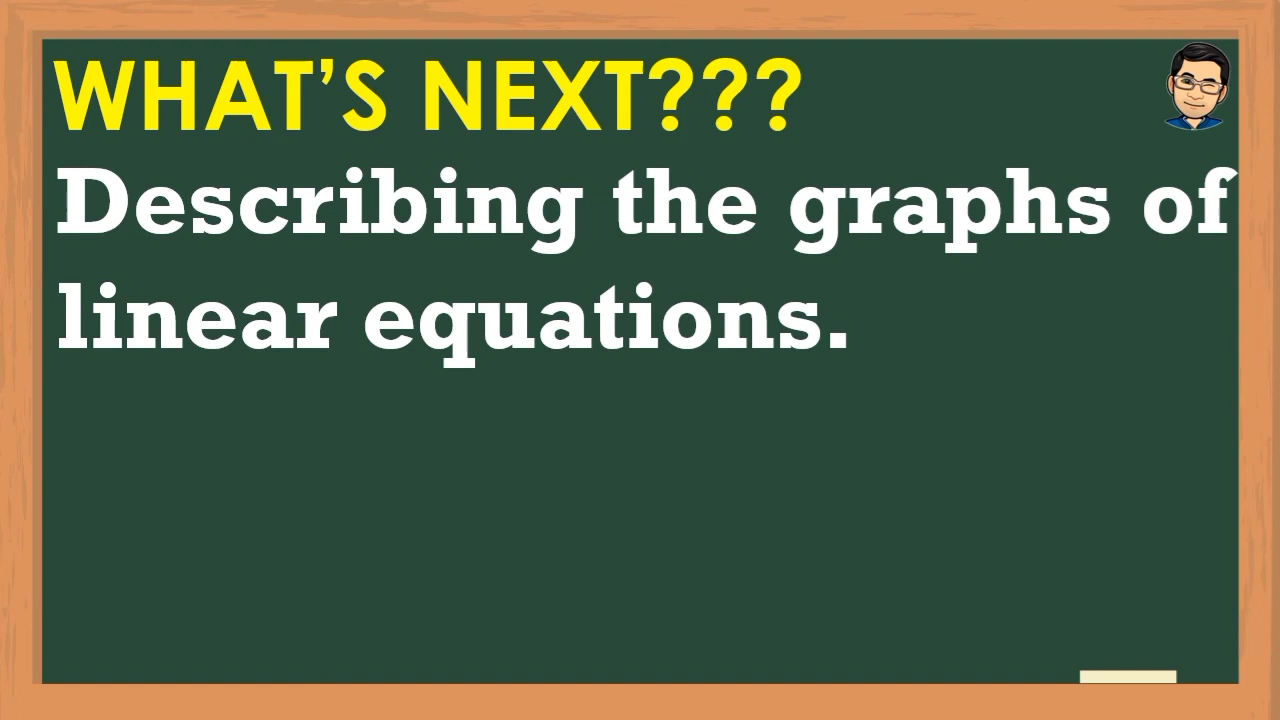 WHAT’S NEXT???
Describing the graphs of
linear equations.